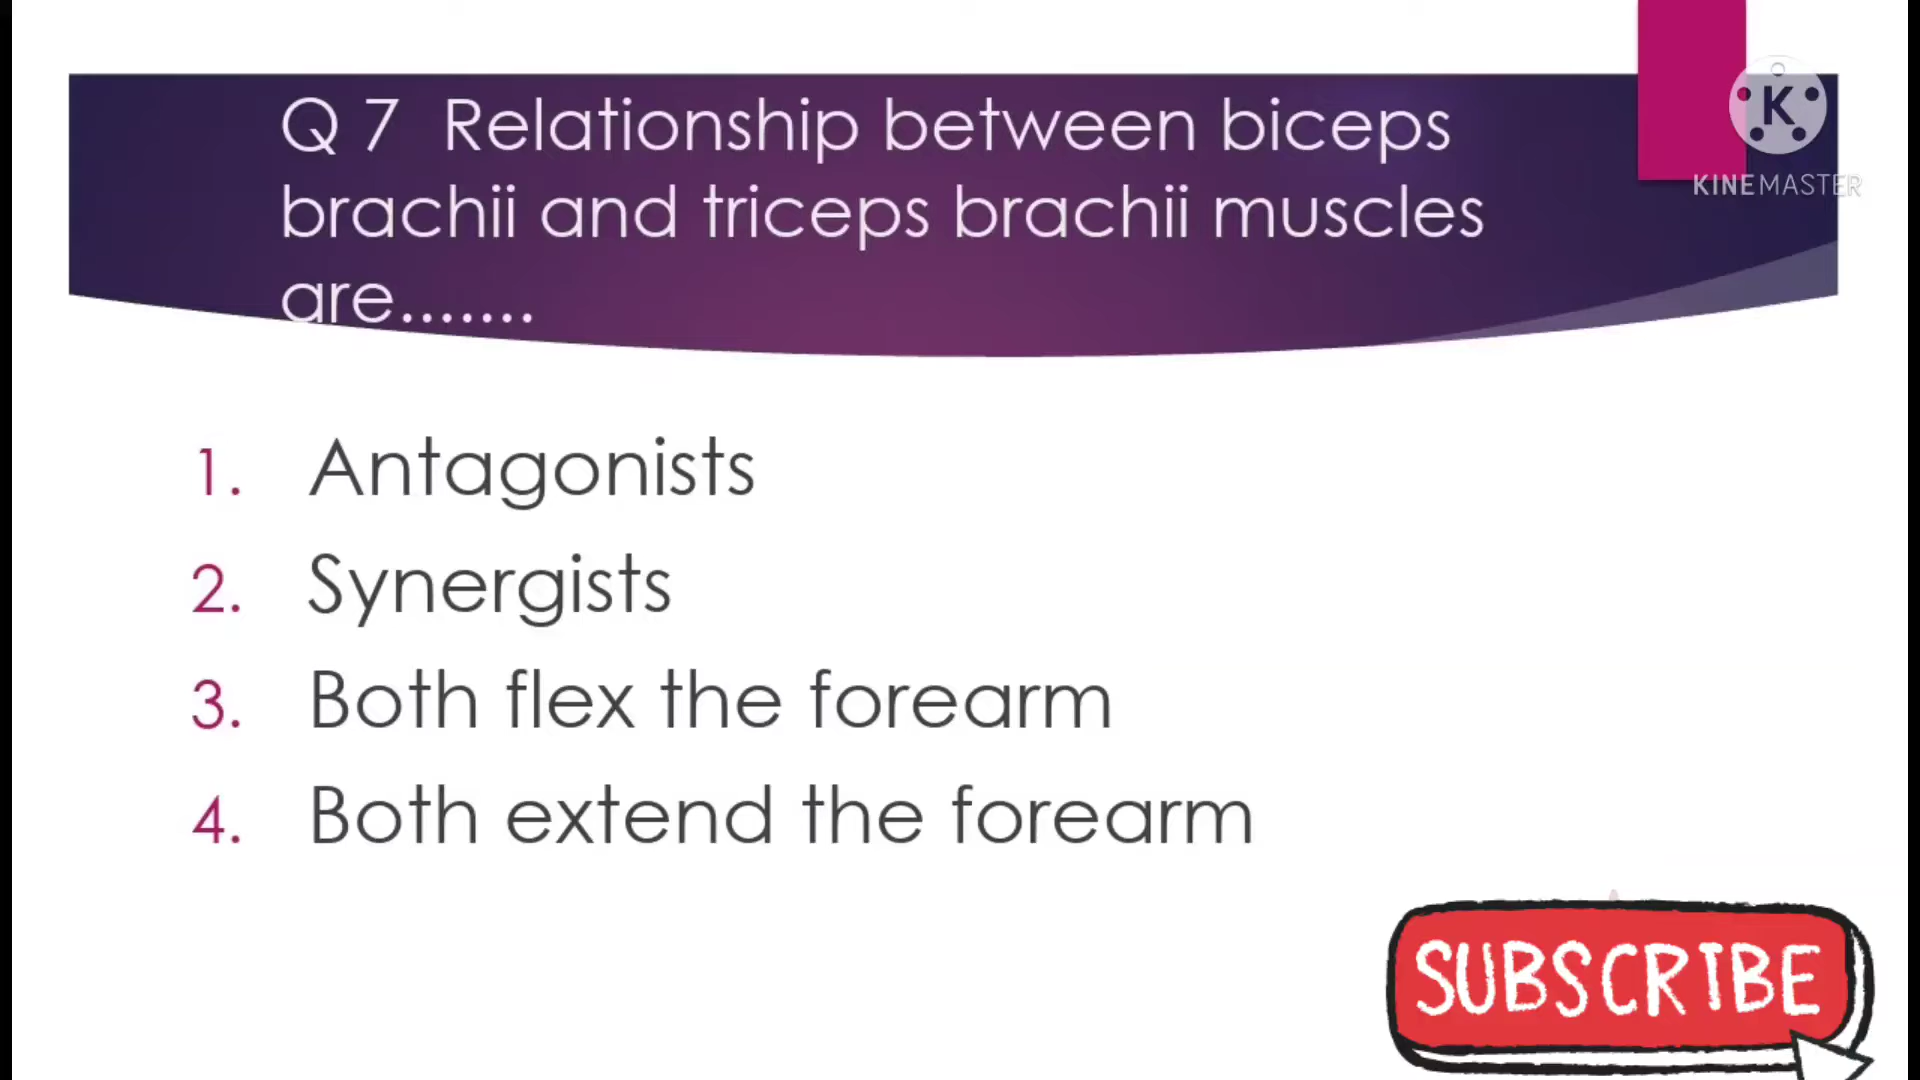 Q 7 Relationship between biceps
brachii and triceps brachii muscles
are.......
K
KINEMASTER
1. Antagonists
2. Synergists
3. Both flex the forearm
4. Both extend the forearm
SUBSCRIBE